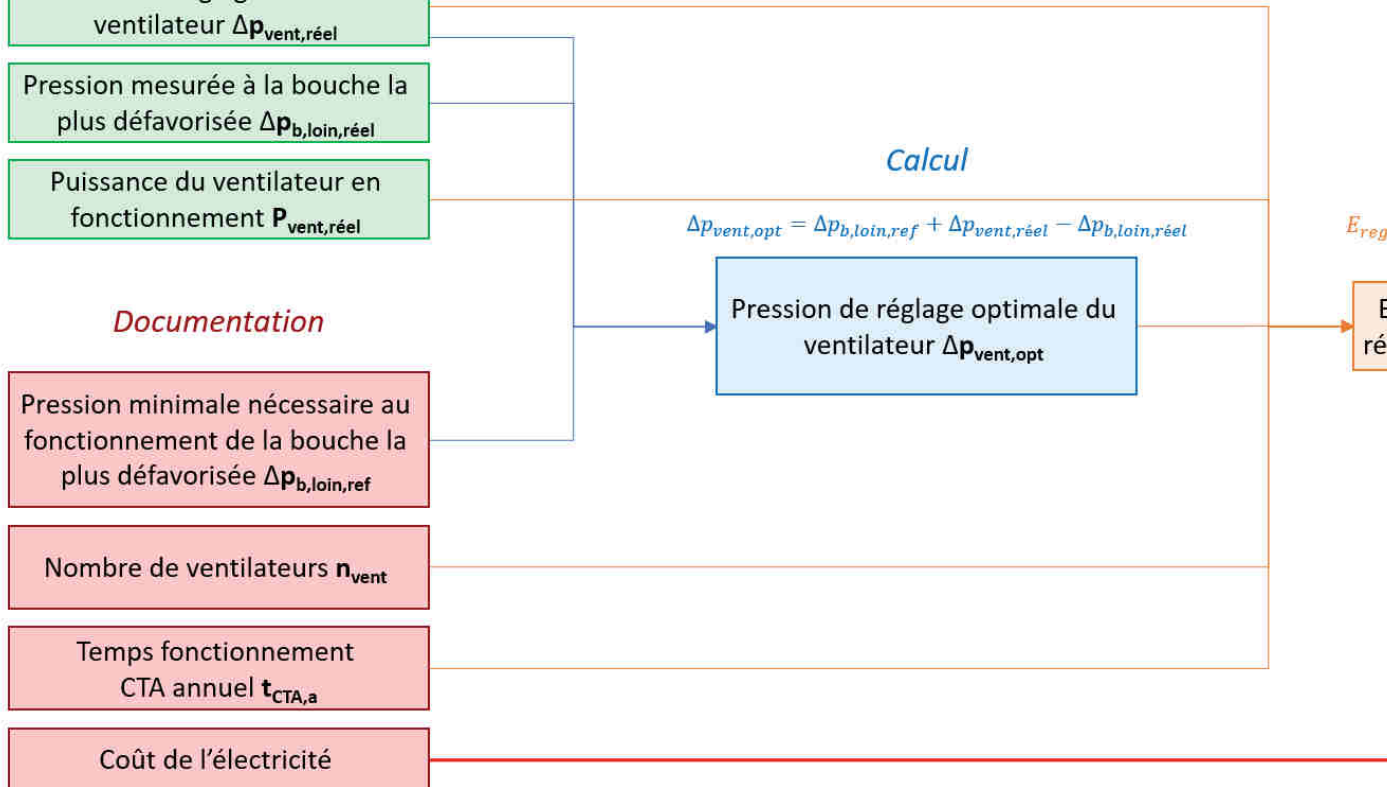 ventilateur Δp_vent,réel
Pression mesurée à la bouche la
plus défavorisée Δp_b,loin,réel
Puissance du ventilateur en
fonctionnement P_vent,réel
Calcul
Δp_vent,opt = Δp_b,loin,ref + Δp_vent,réel − Δp_b,loin,réel
E_reg
Pression de réglage optimale du
ventilateur Δp_vent,opt
E
ré
Documentation
Pression minimale nécessaire au
fonctionnement de la bouche la
plus défavorisée Δp_b,loin,ref
Nombre de ventilateurs n_vent
Temps fonctionnement
CTA annuel t_CTA,a
Coût de l’électricité